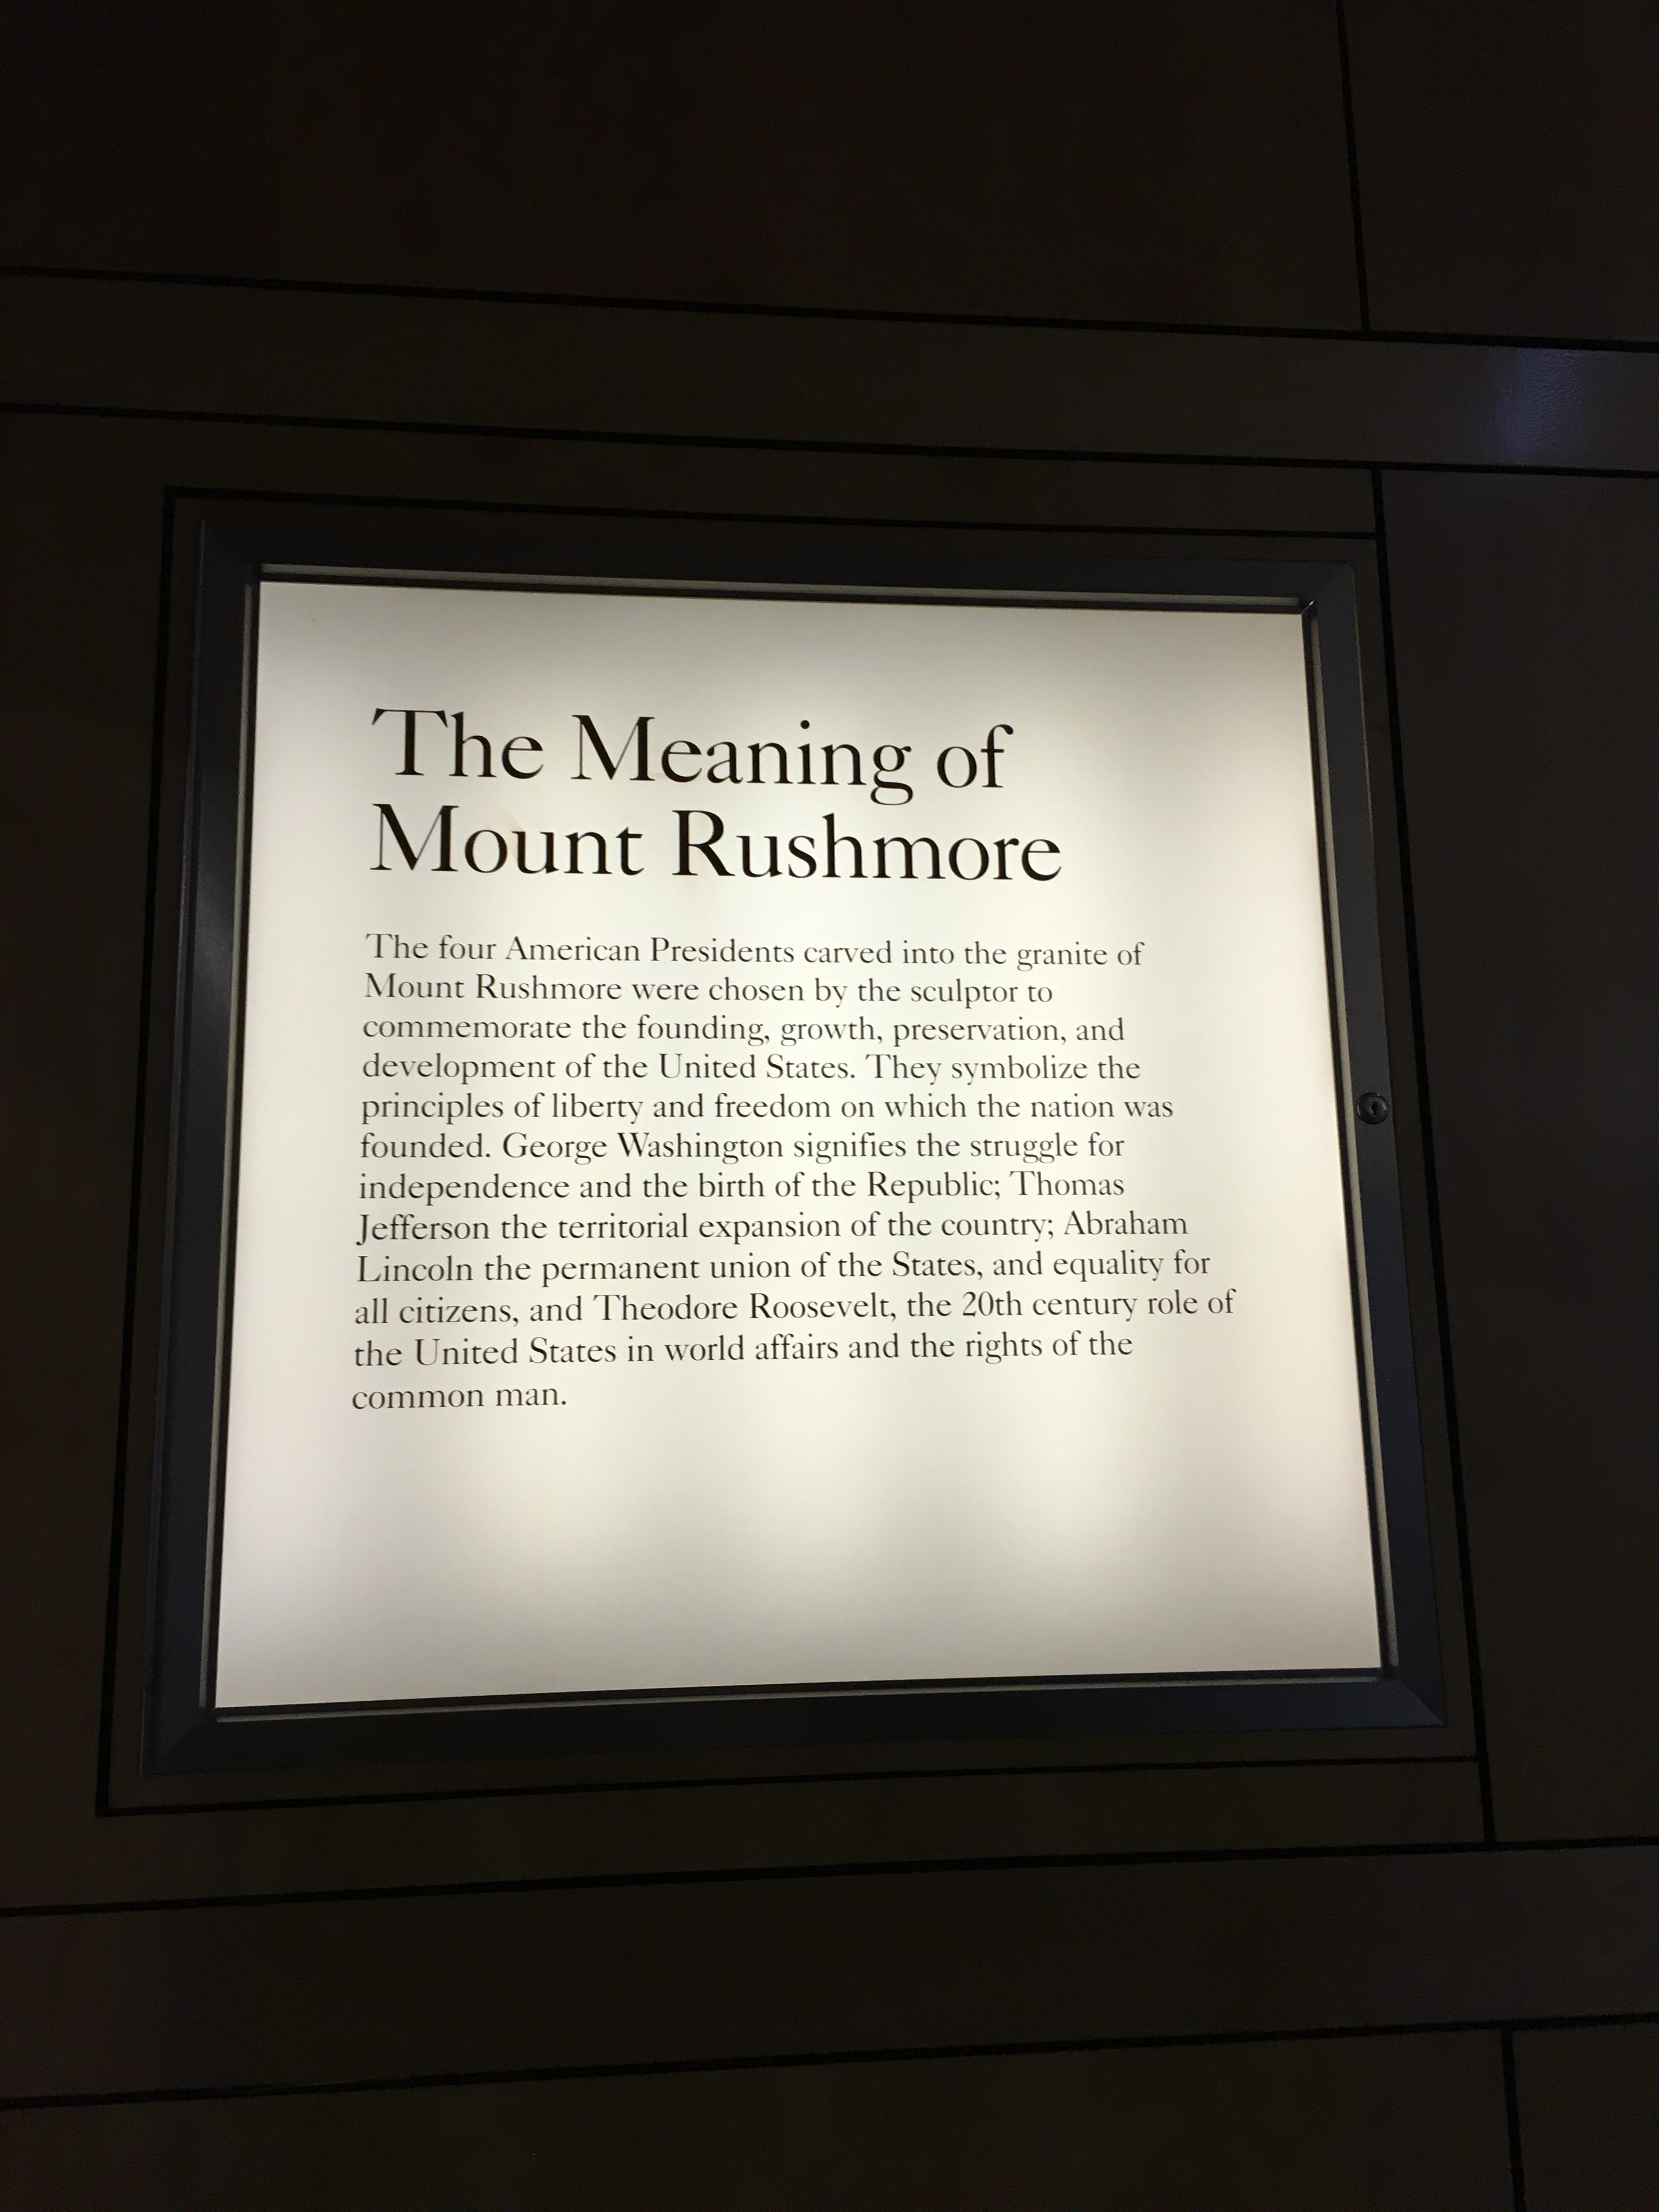 The Meaning of
Mount Rushmore
The four American Presidents carved into the granite of
Mount Rushmore were chosen by the sculptor to
commemorate the founding, growth, preservation, and
development of the United States. They symbolize the
principles of liberty and freedom on which the nation was
founded. George Washington signifies the struggle for
independence and the birth of the Republic; Thomas
Jefferson the territorial expansion of the country; Abraham
Lincoln the permanent union of the States, and equality for
all citizens, and Theodore Roosevelt, the 20th century role of
the United States in world affairs and the rights of the
common man.